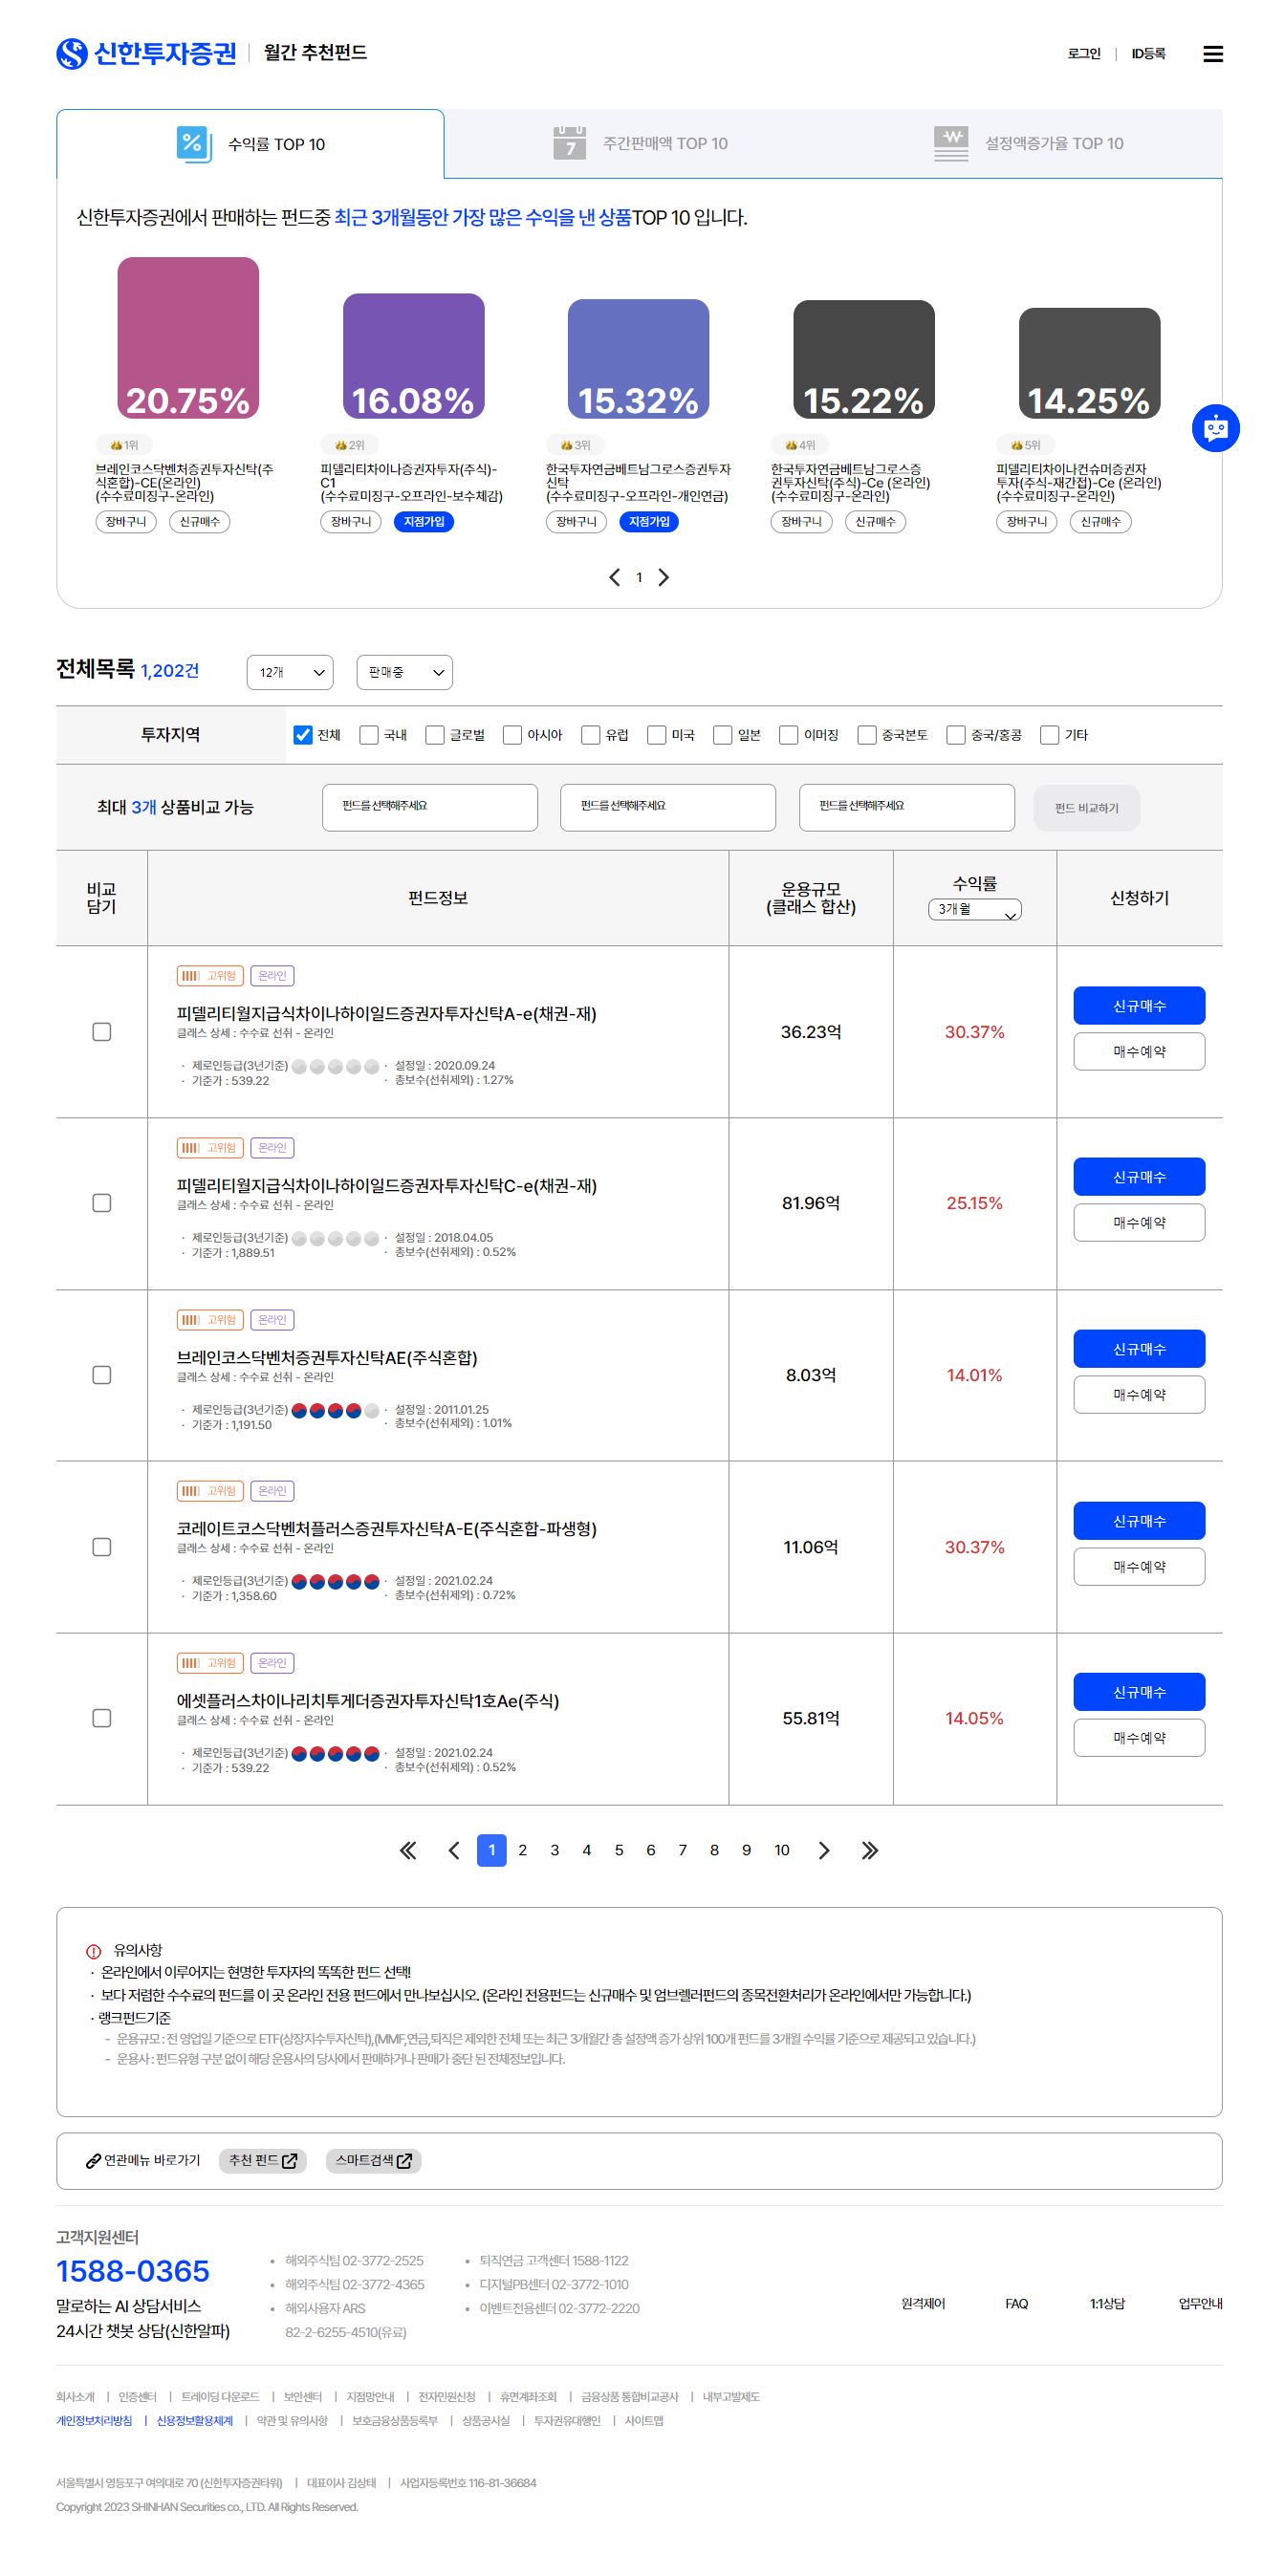 신한투자증권 월간 추천펀드 로그인 | ID등록
수익률 TOP 10 주간판매액 TOP 10 설정액증가율 TOP 10
신한투자증권에서 판매하는 펀드중 최근 3개월동안 가장 많은 수익을 낸 상품TOP 10 입니다.
20.75% 16.08% 15.32% 15.22% 14.25%
1위
브레인코스닥벤처증권투자신탁(주
식혼합)-CE(온라인)
(수수료미징구-온라인)
장바구니 신규매수
2위
피델리티차이나증권자투자(주식)-
C1
(수수료미징구-오프라인-보수체감)
장바구니 지점가입
3위
한국투자연금베트남그로스증권투자
신탁
(수수료미징구-오프라인-개인연금)
장바구니 지점가입
4위
한국투자연금베트남그로스증
권투자신탁(주식)-Ce (온라인)
(수수료미징구-온라인)
장바구니 신규매수
5위
피델리티차이나컨슈머증권자
투자(주식-재간접)-Ce (온라인)
(수수료미징구-온라인)
장바구니 신규매수
1
전체목록 1,202건 12개 판매중
투자지역 전체 국내 글로벌 아시아 유럽 미국 일본 이머징 중국본토 중국/홍콩 기타
최대 3개 상품비교 가능 펀드를 선택해주세요 펀드를 선택해주세요 펀드를 선택해주세요 펀드 비교하기
비교
담기
펀드정보
운용규모
(클래스 합산)
수익률
3개월
신청하기
고위험 온라인
피델리티월지급식차이나하이일드증권자투자신탁A-e(채권-재)
클래스 상세 : 수수료 선취 - 온라인
· 제로인등급(3년기준) · 설정일 : 2020.09.24
· 기준가 : 539.22 · 총보수(선취제외) : 1.27%
36.23억 30.37%
신규매수
매수예약
고위험 온라인
피델리티월지급식차이나하이일드증권자투자신탁C-e(채권-재)
클래스 상세 : 수수료 선취 - 온라인
· 제로인등급(3년기준) · 설정일 : 2018.04.05
· 기준가 : 1,889.51 · 총보수(선취제외) : 0.52%
81.96억 25.15%
신규매수
매수예약
고위험 온라인
브레인코스닥벤처증권투자신탁AE(주식혼합)
클래스 상세 : 수수료 선취 - 온라인
· 제로인등급(3년기준) · 설정일 : 2011.01.25
· 기준가 : 1,191.50 · 총보수(선취제외) : 1.01%
8.03억 14.01%
신규매수
매수예약
고위험 온라인
코레이트코스닥벤처플러스증권투자신탁A-E(주식혼합-파생형)
클래스 상세 : 수수료 선취 - 온라인
· 제로인등급(3년기준) · 설정일 : 2021.02.24
· 기준가 : 1,358.60 · 총보수(선취제외) : 0.72%
11.06억 30.37%
신규매수
매수예약
고위험 온라인
에셋플러스차이나리치투게더증권자투자신탁1호Ae(주식)
클래스 상세 : 수수료 선취 - 온라인
· 제로인등급(3년기준) · 설정일 : 2021.02.24
· 기준가 : 539.22 · 총보수(선취제외) : 0.52%
55.81억 14.05%
신규매수
매수예약
1 2 3 4 5 6 7 8 9 10
유의사항
· 온라인에서 이루어지는 현명한 투자자의 똑똑한 펀드 선택!
· 보다 저렴한 수수료의 펀드를 이 곳 온라인 전용 펀드에서 만나보십시오. (온라인 전용펀드는 신규매수 및 엄브렐러펀드의 종목전환처리가 온라인에서만 가능합니다.)
· 랭크펀드기준
- 운용규모 : 전 영업일 기준으로 ETF(상장지수투자신탁),(MMF,연금,퇴직은 제외한 전체 또는 최근 3개월간 총 설정액 증가 상위 100개 펀드를 3개월 수익률 기준으로 제공되고 있습니다.)
- 운용사 : 펀드유형 구분 없이 해당 운용사의 당사에서 판매하거나 판매가 중단 된 전체정보입니다.
연관메뉴 바로가기 추천 펀드 스마트검색
고객지원센터
1588-0365
말로하는 AI 상담서비스
24시간 챗봇 상담(신한알파)
• 해외주식팀 02-3772-2525
• 해외주식팀 02-3772-4365
• 해외사용자 ARS
82-2-6255-4510(유료)
• 퇴직연금 고객센터 1588-1122
• 디지털PB센터 02-3772-1010
• 이벤트전용센터 02-3772-2220
원격제어 FAQ 1:1상담 업무안내
회사소개 | 인증센터 | 트레이딩 다운로드 | 보안센터 | 지점망안내 | 전자민원신청 | 휴면계좌조회 | 금융상품 통합비교공사 | 내부고발제도
개인정보처리방침 | 신용정보활용체계 | 약관 및 유의사항 | 보호금융상품등록부 | 상품공시실 | 투자권유대행인 | 사이트맵
서울특별시 영등포구 여의대로 70 (신한투자증권타워) | 대표이사 김상태 | 사업자등록번호 116-81-36684
Copyright 2023 SHINHAN Securities co., LTD. All Rights Reserved.